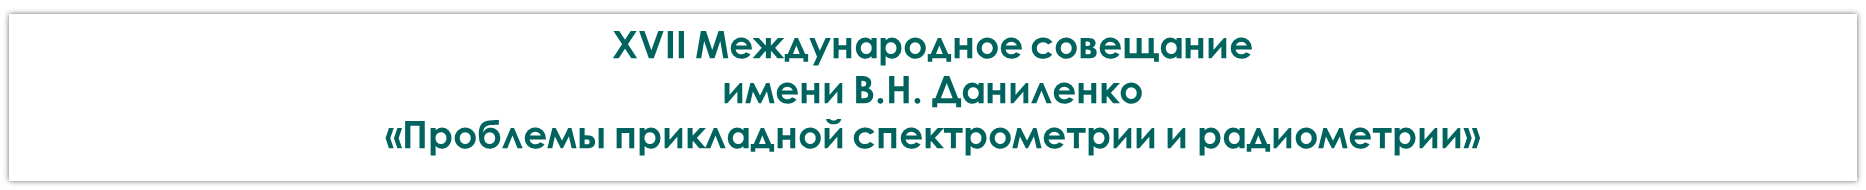 XVII Международное совещание
имени В.Н. Даниленко
«Проблемы прикладной спектрометрии и радиометрии»